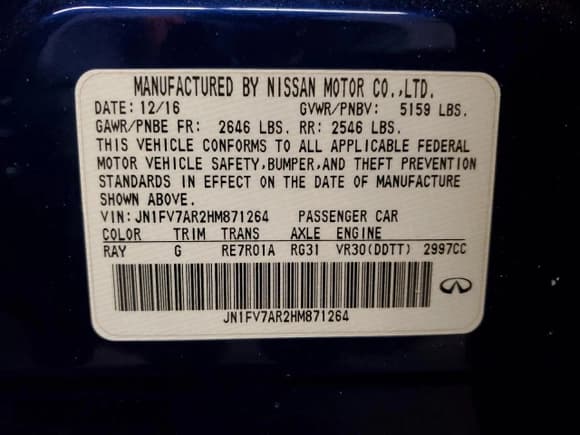 MANUFACTURED BY NISSAN MOTOR CO.,LTD.
DATE: 12/16 GVWR/PNBV: 5159 LBS.
GAWR/PNBE FR: 2646 LBS. RR: 2546 LBS.
THIS VEHICLE CONFORMS TO ALL APPLICABLE FEDERAL
MOTOR VEHICLE SAFETY,BUMPER,AND THEFT PREVENTION
STANDARDS IN EFFECT ON THE DATE OF MANUFACTURE
SHOWN ABOVE.
VIN: JN1FV7AR2HM871264 PASSENGER CAR
COLOR TRIM TRANS AXLE ENGINE
RAY G RE7R01A RG31 VR30(DDTT) 2997CC
JN1FV7AR2HM871264